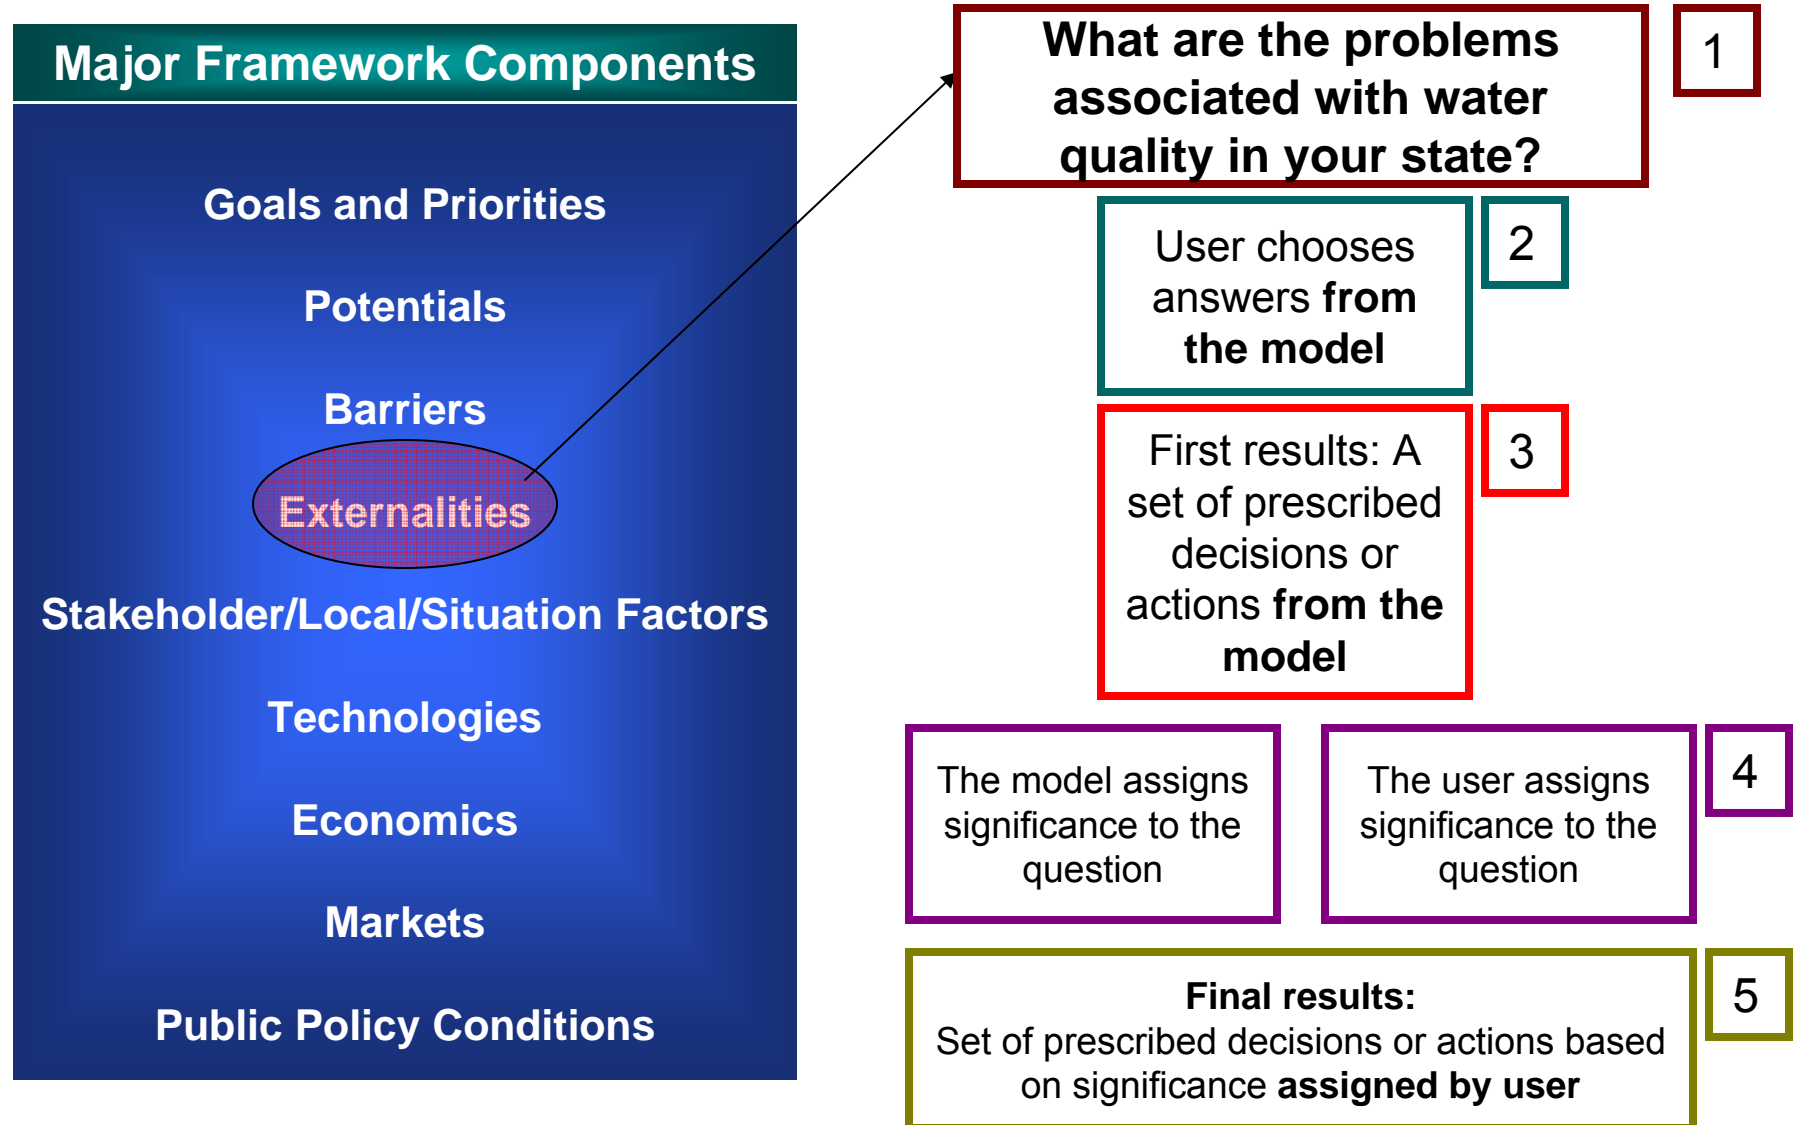 Major Framework Components
Goals and Priorities
Potentials
Barriers
Externalities
Stakeholder/Local/Situation Factors
Technologies
Economics
Markets
Public Policy Conditions
What are the problems
associated with water
quality in your state?
1
User chooses
answers from
the model
2
First results: A
set of prescribed
decisions or
actions from the
model
3
The model assigns
significance to the
question
The user assigns
significance to the
question
4
Final results:
Set of prescribed decisions or actions based
on significance assigned by user
5